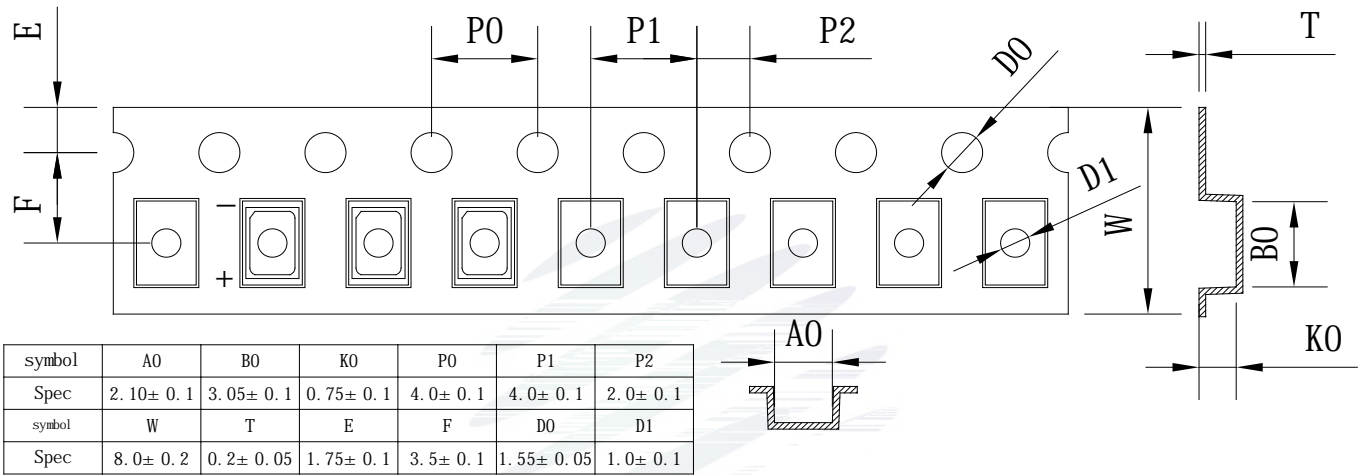 E
P0
P1
P2
D0
T
F
−
+
D1
W
B0
K0
A0
symbol A0 B0 K0 P0 P1 P2
Spec 2.10± 0.1 3.05± 0.1 0.75± 0.1 4.0± 0.1 4.0± 0.1 2.0± 0.1
symbol W T E F D0 D1
Spec 8.0± 0.2 0.2± 0.05 1.75± 0.1 3.5± 0.1 1.55± 0.05 1.0± 0.1